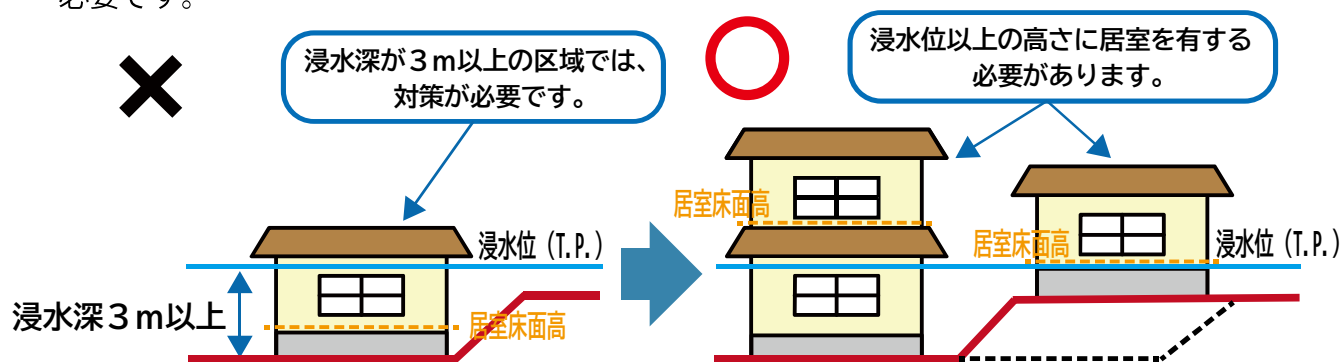 必要です。
浸水深が３ｍ以上の区域では、
対策が必要です。
浸水位以上の高さに居室を有する
必要があります。
居室床面高
浸水位（T.P.）
居室床面高
浸水位（T.P.）
浸水深３ｍ以上
居室床面高